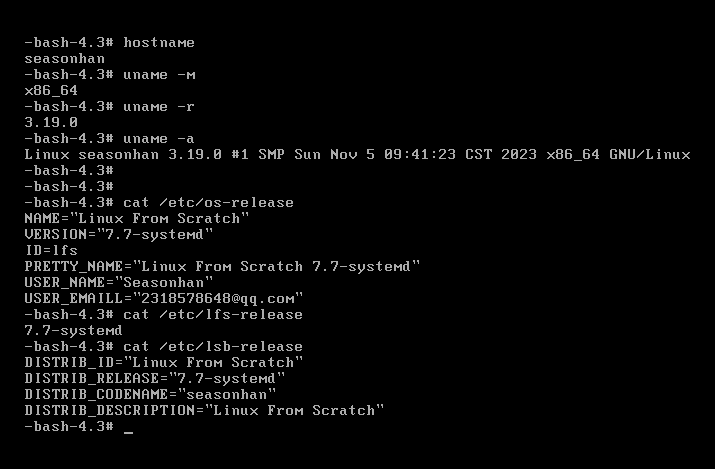 -bash-4.3# hostname
seasonhan
-bash-4.3# uname -m
x86_64
-bash-4.3# uname -r
3.19.0
-bash-4.3# uname -a
Linux seasonhan 3.19.0 #1 SMP Sun Nov 5 09:41:23 CST 2023 x86_64 GNU/Linux
-bash-4.3#
-bash-4.3#
-bash-4.3# cat /etc/os-release
NAME="Linux From Scratch"
VERSION="7.7-systemd"
ID=lfs
PRETTY_NAME="Linux From Scratch 7.7-systemd"
USER_NAME="Seasonhan"
USER_EMAILL="2318578648@qq.com"
-bash-4.3# cat /etc/lfs-release
7.7-systemd
-bash-4.3# cat /etc/lsb-release
DISTRIB_ID="Linux From Scratch"
DISTRIB_RELEASE="7.7-systemd"
DISTRIB_CODENAME="seasonhan"
DISTRIB_DESCRIPTION="Linux From Scratch"
-bash-4.3# _